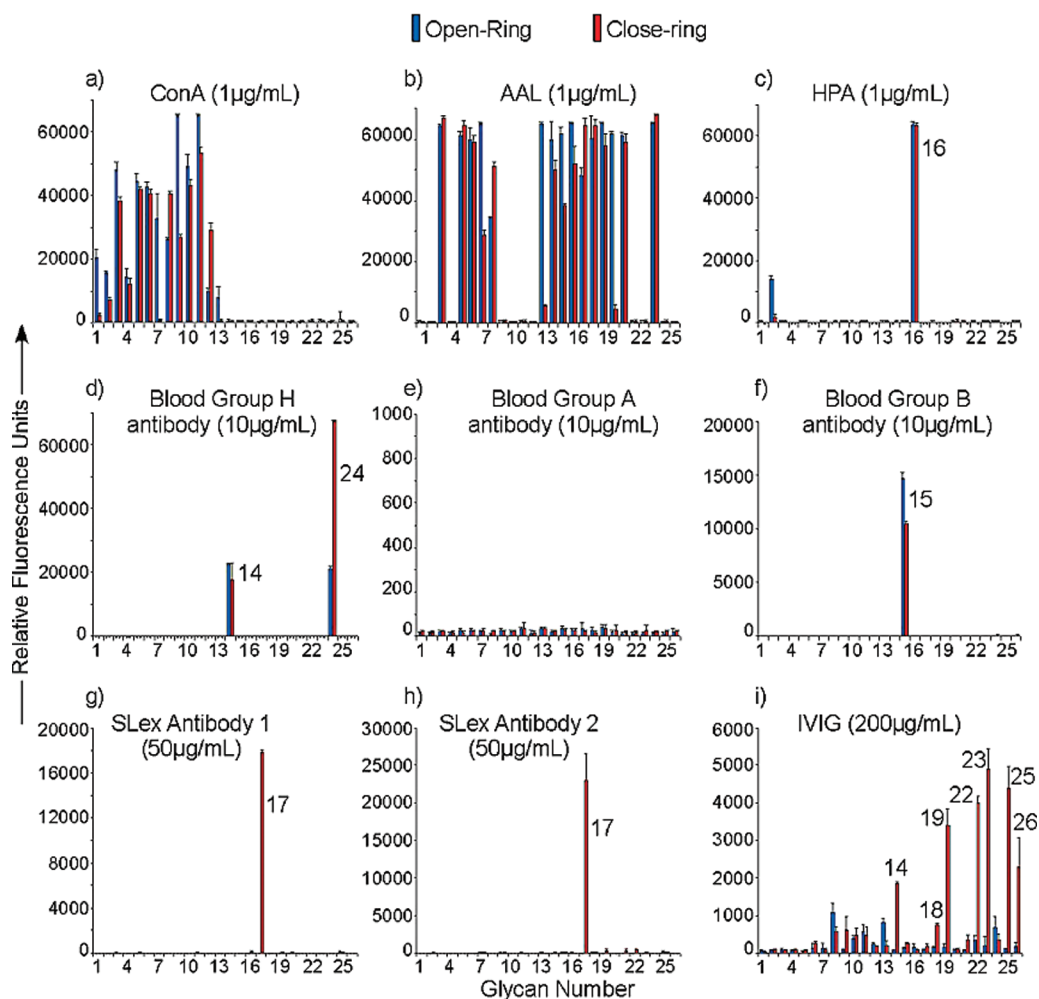 Open-Ring Close-ring
a) b) c)
ConA (1µg/mL) AAL (1µg/mL) HPA (1µg/mL)
60000 60000 60000
40000 40000 40000
16
20000 20000 20000
0 0 0
1 4 7 10 13 16 19 22 25 1 4 7 10 13 16 19 22 25 1 4 7 10 13 16 19 22 25
d) e) f)
Blood Group H Blood Group A Blood Group B
antibody (10µg/mL) antibody (10µg/mL) antibody (10µg/mL)
60000 1000 20000
24
800
15000
40000 600
15
10000
400
20000 14
5000
200
0 0 0
1 4 7 10 13 16 19 22 25 1 4 7 10 13 16 19 22 25 1 4 7 10 13 16 19 22 25
Relative Fluorescence Units
g) h) i)
SLex Antibody 1 SLex Antibody 2 IVIG (200µg/mL)
(50µg/mL) (50µg/mL)
20000 30000 6000
16000 25000 5000
23 25
22
12000 20000 4000
17 17 19 26
15000 3000
8000
10000 2000
14
4000 5000 1000
18
0 0 0
1 4 7 10 13 16 19 22 25 1 4 7 10 13 16 19 22 25 1 4 7 10 13 16 19 22 25
Glycan Number